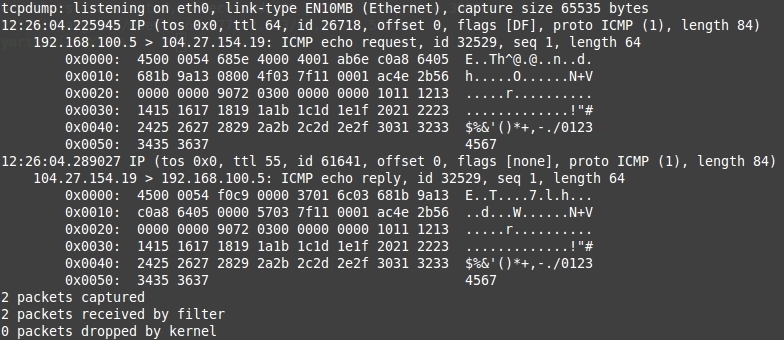 tcpdump: listening on eth0, link-type EN10MB (Ethernet), capture size 65535 bytes
12:26:04.225945 IP (tos 0x0, ttl 64, id 26718, offset 0, flags [DF], proto ICMP (1), length 84)
    192.168.100.5 > 104.27.154.19: ICMP echo request, id 32529, seq 1, length 64
        0x0000:  4500 0054 685e 4000 4001 ab6e c0a8 6405  E..Th^@.@..n..d.
        0x0010:  681b 9a13 0800 4f03 7f11 0001 ac4e 2b56  h.....O......N+V
        0x0020:  0000 0000 9072 0300 0000 0000 1011 1213  .....r..........
        0x0030:  1415 1617 1819 1a1b 1c1d 1e1f 2021 2223  .............!"#
        0x0040:  2425 2627 2829 2a2b 2c2d 2e2f 3031 3233  $%&'()*+,-./0123
        0x0050:  3435 3637                                4567
12:26:04.289027 IP (tos 0x0, ttl 55, id 61641, offset 0, flags [none], proto ICMP (1), length 84)
    104.27.154.19 > 192.168.100.5: ICMP echo reply, id 32529, seq 1, length 64
        0x0000:  4500 0054 f0c9 0000 3701 6c03 681b 9a13  E..T....7.l.h...
        0x0010:  c0a8 6405 0000 5703 7f11 0001 ac4e 2b56  ..d...W......N+V
        0x0020:  0000 0000 9072 0300 0000 0000 1011 1213  .....r..........
        0x0030:  1415 1617 1819 1a1b 1c1d 1e1f 2021 2223  .............!"#
        0x0040:  2425 2627 2829 2a2b 2c2d 2e2f 3031 3233  $%&'()*+,-./0123
        0x0050:  3435 3637                                4567
2 packets captured
2 packets received by filter
0 packets dropped by kernel